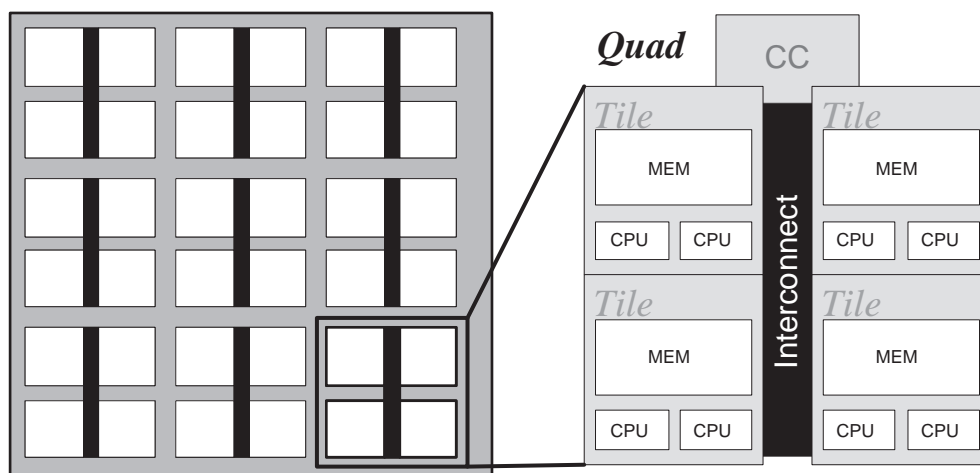 Quad
CC
Tile
Tile
MEM
MEM
CPU
CPU
CPU
CPU
Interconnect
Tile
Tile
MEM
MEM
CPU
CPU
CPU
CPU